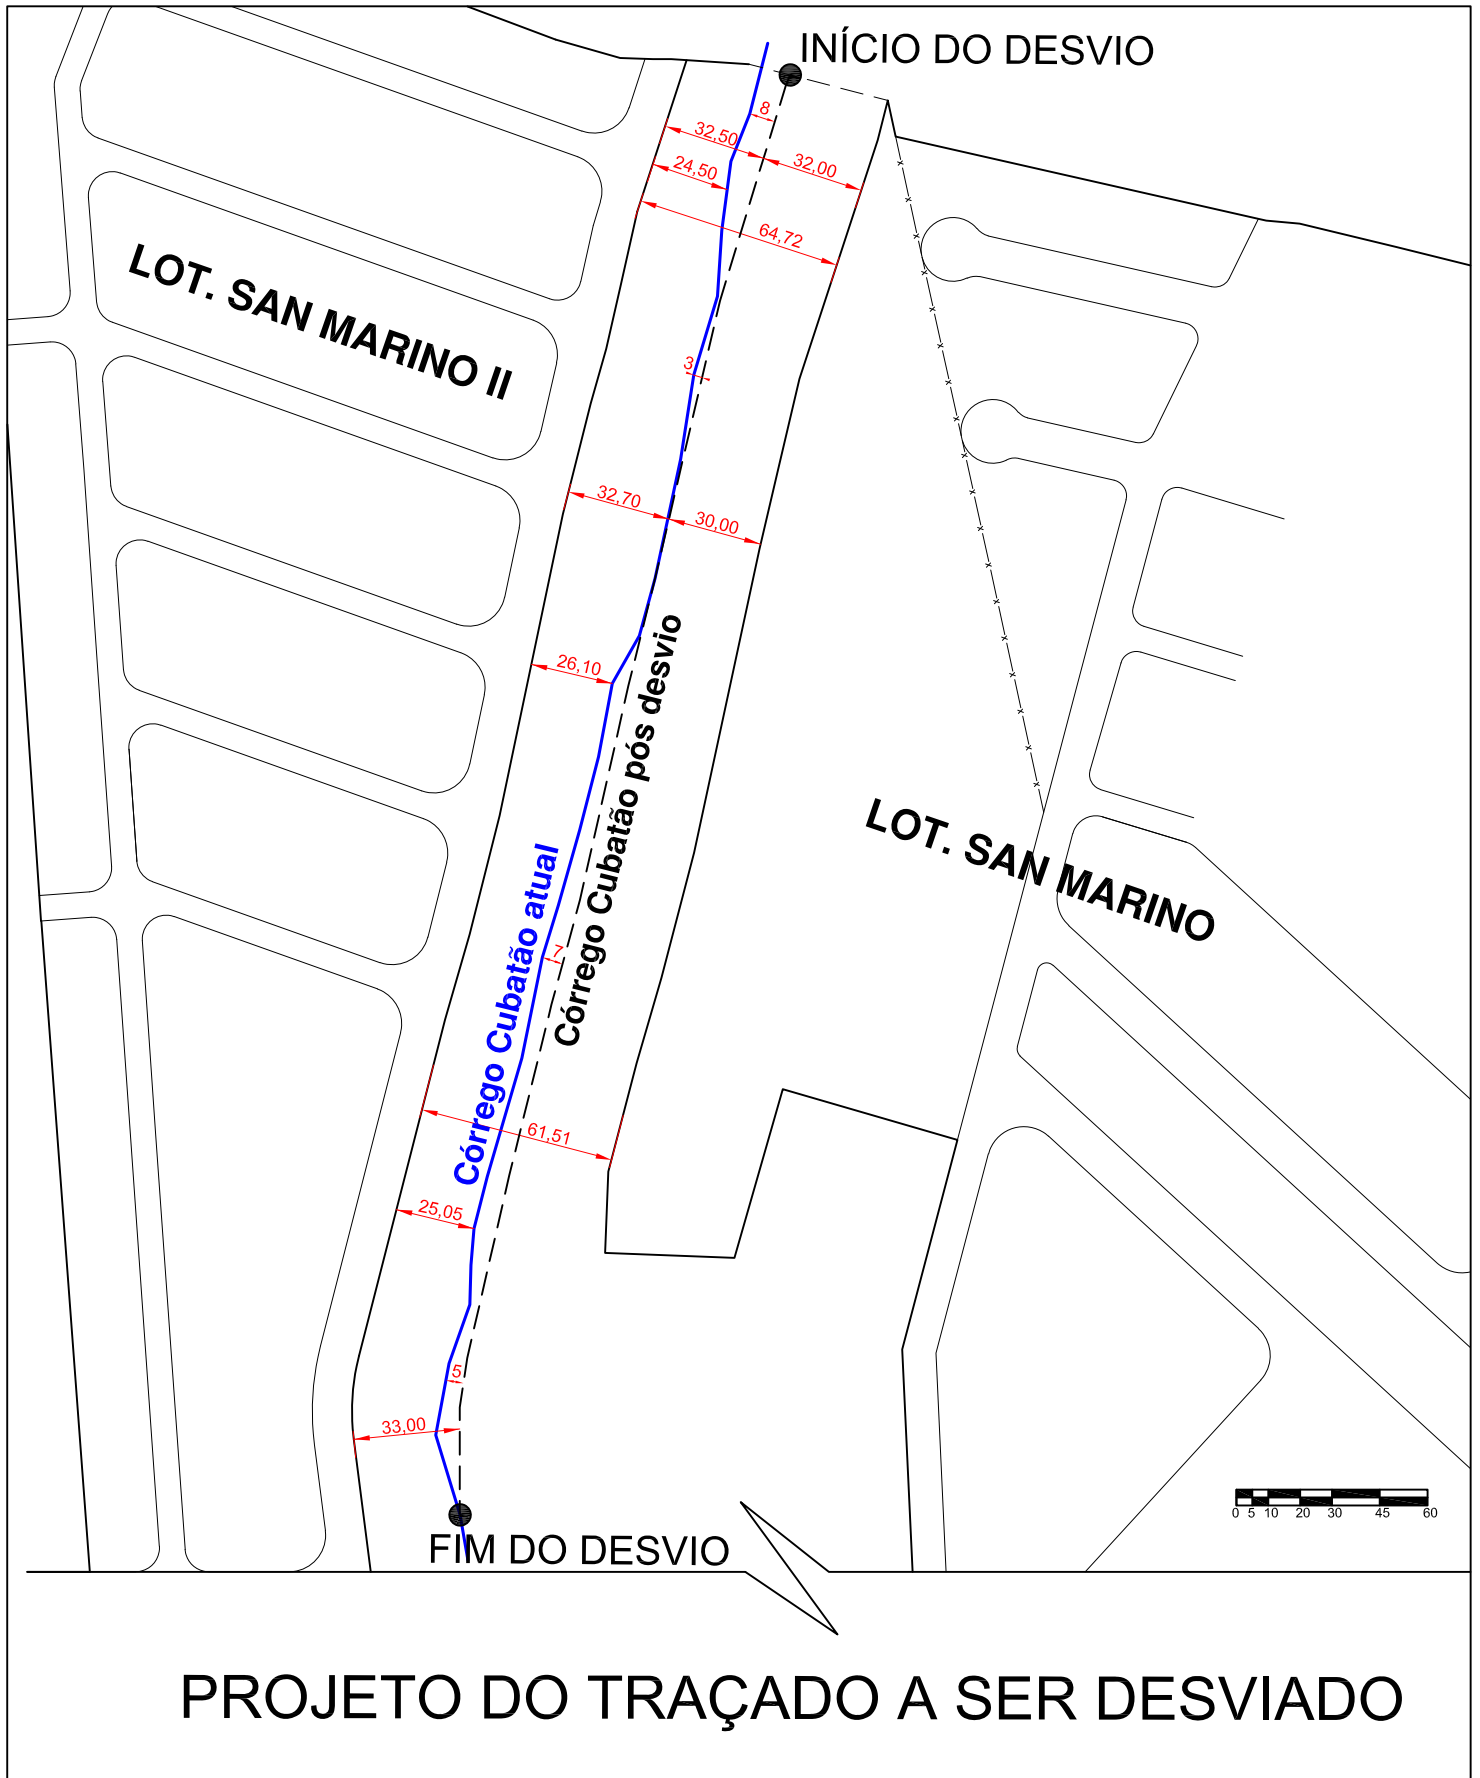 INÍCIO DO DESVIO
8
32,50
32,00
24,50
64,72
LOT. SAN MARINO II
3
32,70
30,00
26,10
Córrego Cubatão pós desvio
LOT. SAN MARINO
Córrego Cubatão atual
7
61,51
25,05
5
33,00
0 5 10 20 30 45 60
FIM DO DESVIO
PROJETO DO TRAÇADO A SER DESVIADO